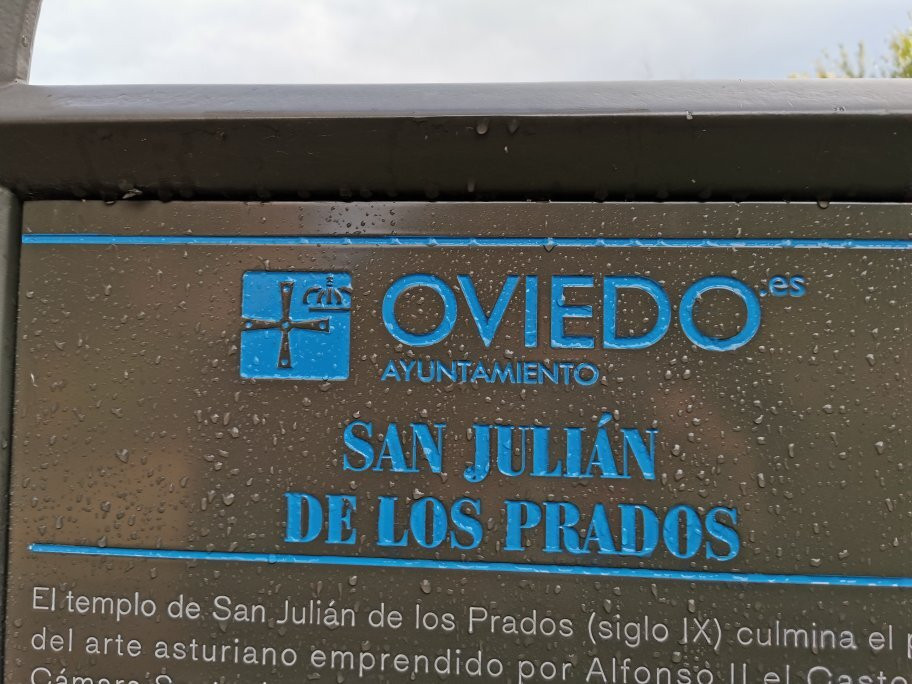 OVIEDO.es
AYUNTAMIENTO
SAN JULIÁN
DE LOS PRADOS
El templo de San Julián de los Prados (siglo IX) culmina el
del arte asturiano emprendido por Alfonso II el Casto
Cámara